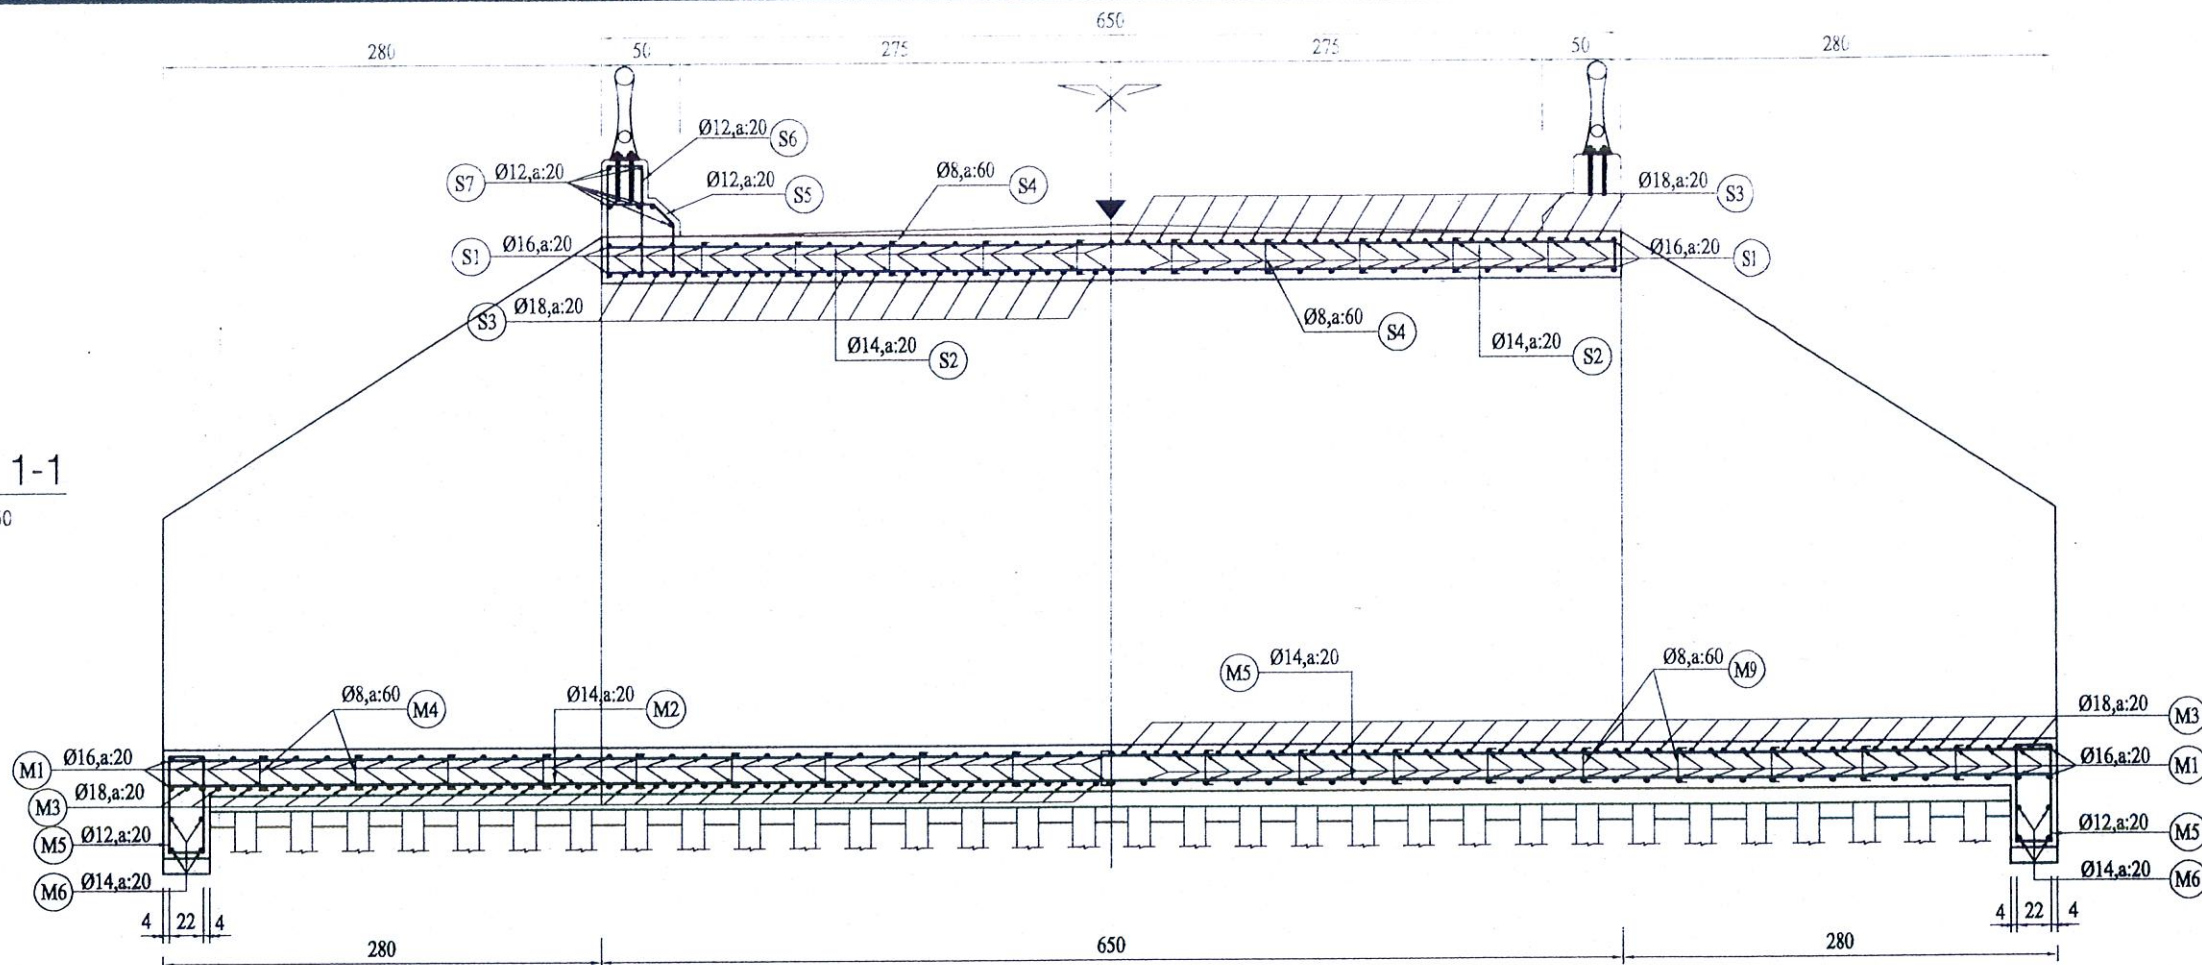 650
280 50 275 275 50 280
Ø12,a:20 S6
S7 Ø12,a:20
Ø12,a:20 S5
Ø8,a:60 S4
Ø18,a:20 S3
S1 Ø16,a:20
Ø16,a:20 S1
S3 Ø18,a:20
Ø14,a:20 S2
Ø8,a:60 S4
Ø14,a:20 S2
1-1
Ø8,a:60 M4
Ø14,a:20 M2
M5 Ø14,a:20
Ø8,a:60 M9
Ø18,a:20 M3
M1 Ø16,a:20
Ø16,a:20 M1
M3 Ø18,a:20
M5 Ø12,a:20
Ø12,a:20 M5
M6 Ø14,a:20
Ø14,a:20 M6
4 22 4
4 22 4
280 650 280